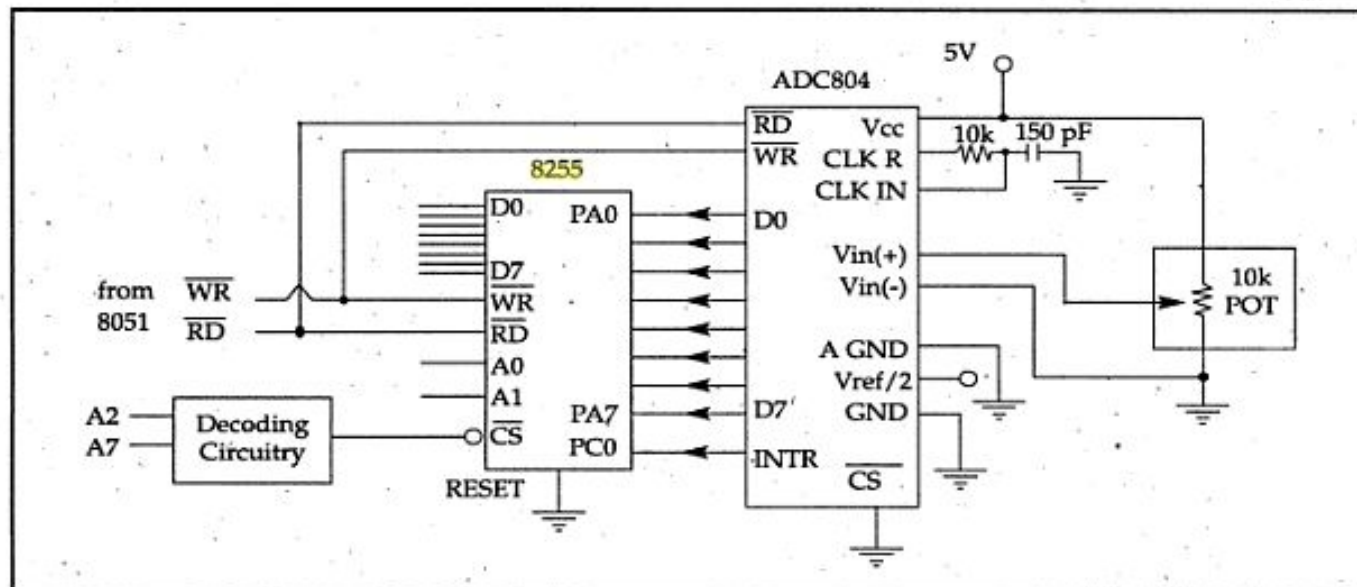 5V
ADC804
RD
Vcc
10k
150 pF
WR
CLK R
8255
CLK IN
D0
PA0
D0
Vin(+)
D7
Vin(-)
10k
POT
from
8051
WR
WR
RD
RD
A0
A GND
A1
Vref/2
PA7
D7
GND
A2
A7
Decoding
Circuitry
CS
PC0
INTR
CS
RESET